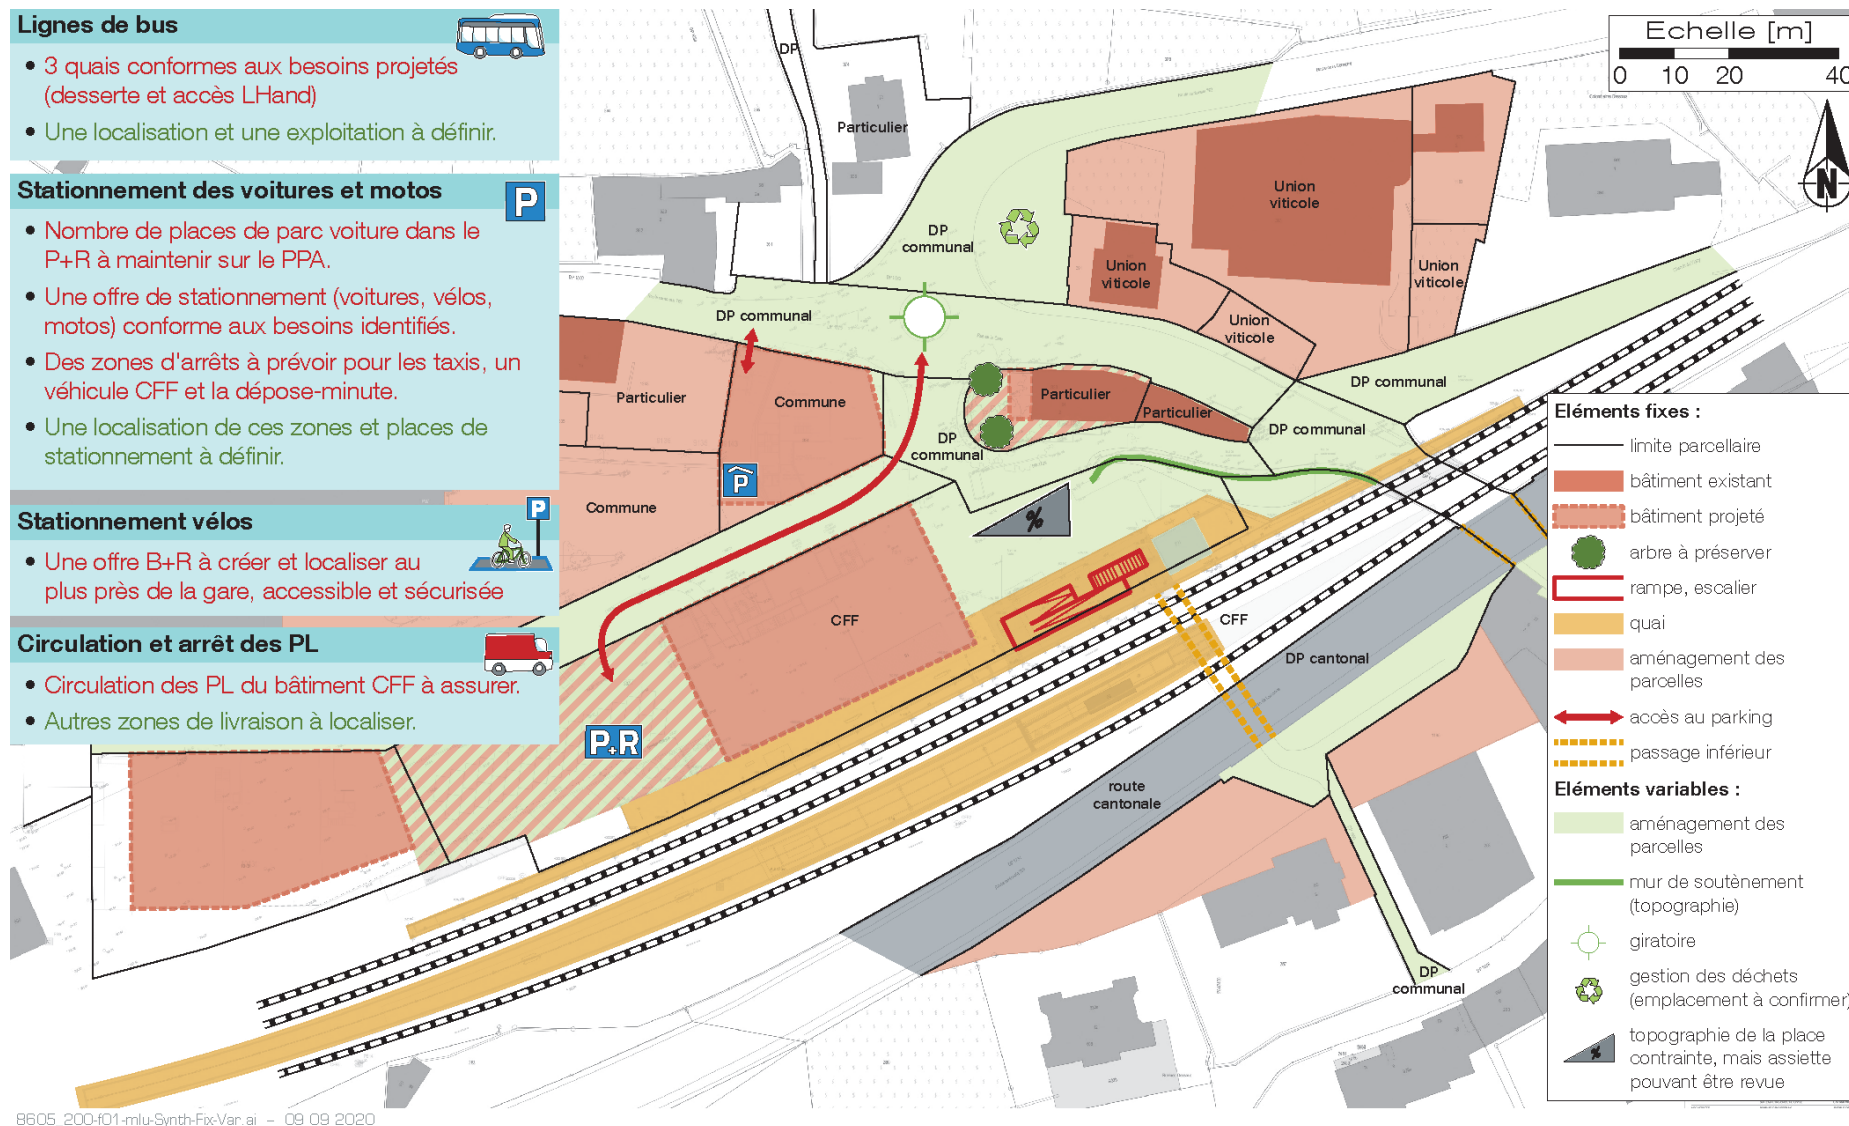 Lignes de bus
• 3 quais conformes aux besoins projetés
(desserte et accès LHand)
• Une localisation et une exploitation à définir.
Stationnement des voitures et motos
P
• Nombre de places de parc voiture dans le
P+R à maintenir sur le PPA.
• Une offre de stationnement (voitures, vélos,
motos) conforme aux besoins identifiés.
• Des zones d'arrêts à prévoir pour les taxis, un
véhicule CFF et la dépose-minute.
• Une localisation de ces zones et places de
stationnement à définir.
Stationnement vélos
P
• Une offre B+R à créer et localiser au
plus près de la gare, accessible et sécurisée
Circulation et arrêt des PL
• Circulation des PL du bâtiment CFF à assurer.
• Autres zones de livraison à localiser.
Echelle [m]
0 10 20 40
N
DP
Particulier
Union
viticole
DP
communal
Union
viticole
Union
viticole
Union
viticole
DP communal
DP communal
Particulier
Commune
Particulier
Particulier
DP communal
DP
communal
P
Commune
%
CFF
CFF
DP cantonal
P+R
route
cantonale
DP
communal
Eléments fixes :
limite parcellaire
bâtiment existant
bâtiment projeté
arbre à préserver
rampe, escalier
quai
aménagement des
parcelles
accès au parking
passage inférieur
Eléments variables :
aménagement des
parcelles
mur de soutènement
(topographie)
giratoire
gestion des déchets
(emplacement à confirmer)
%
topographie de la place
contrainte, mais assiette
pouvant être revue
8605_200-f01-mlu-Synth-Fix-Var.ai – 09 09 2020